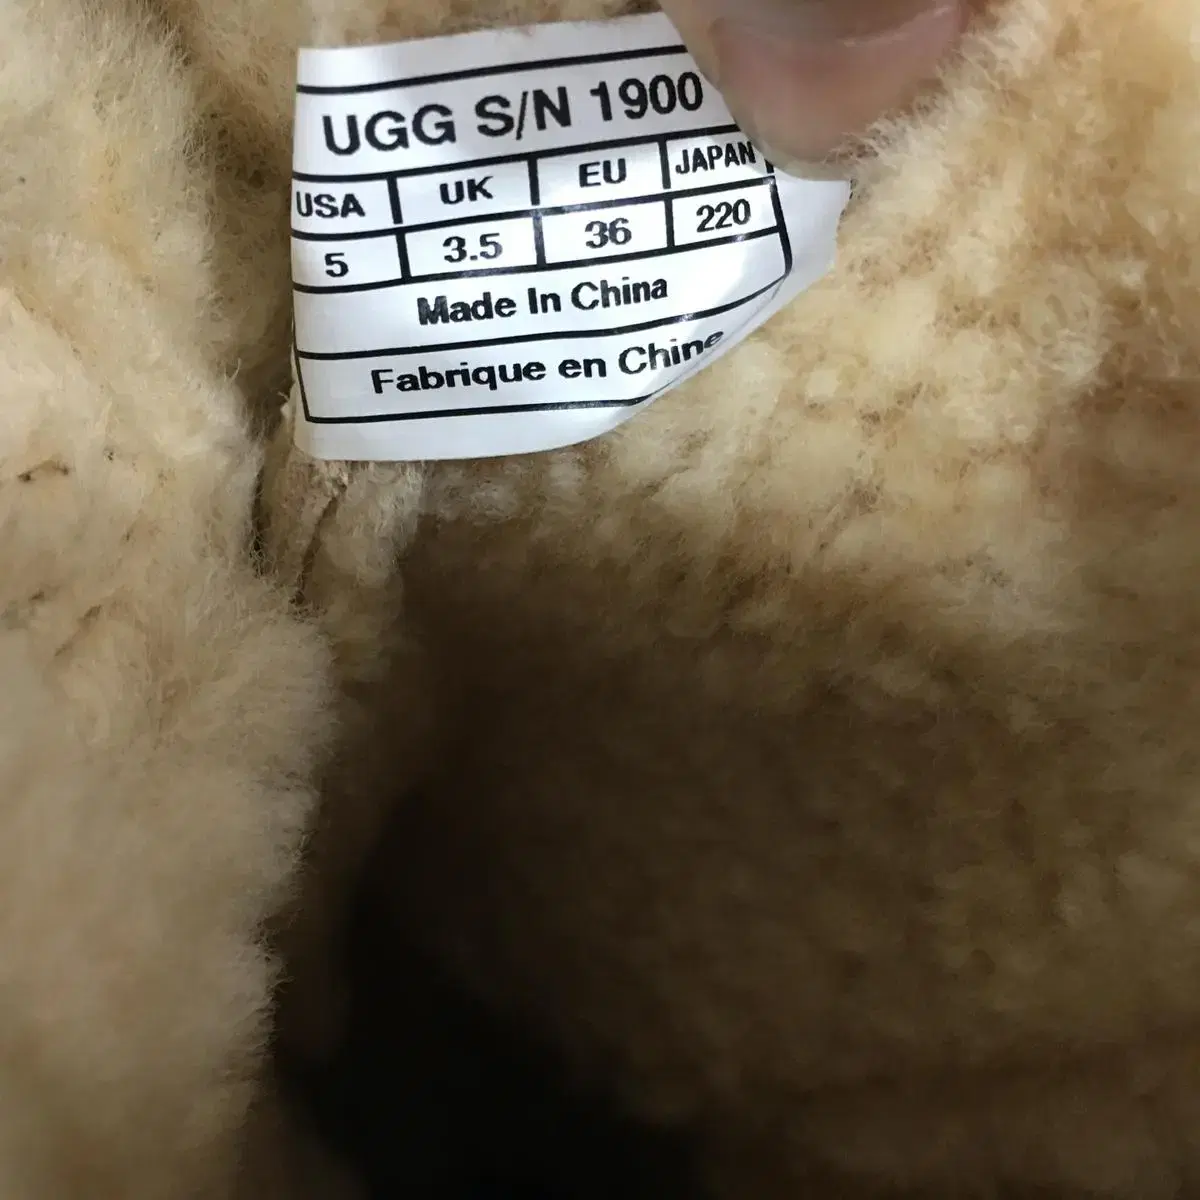 UGG S/N 1900
USA UK EU JAPAN
5 3.5 36 220
Made In China
Fabrique en Chine